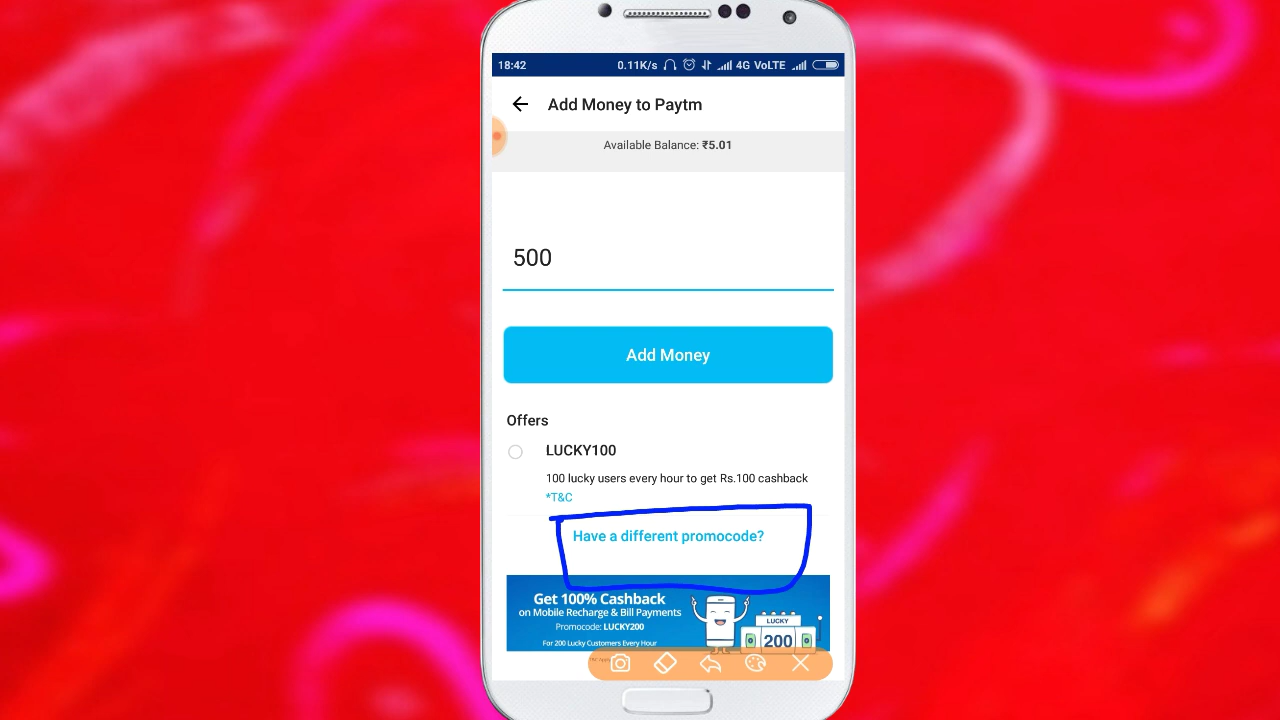 18:42 0.11K/s 4G VoLTE
Add Money to Paytm
Available Balance: ₹5.01
500
Add Money
Offers
LUCKY100
100 lucky users every hour to get Rs.100 cashback
*T&C
Have a different promocode?
Get 100% Cashback
on Mobile Recharge & Bill Payments
Promocode: LUCKY200
For 200 Lucky Customers Every Hour
LUCKY
200